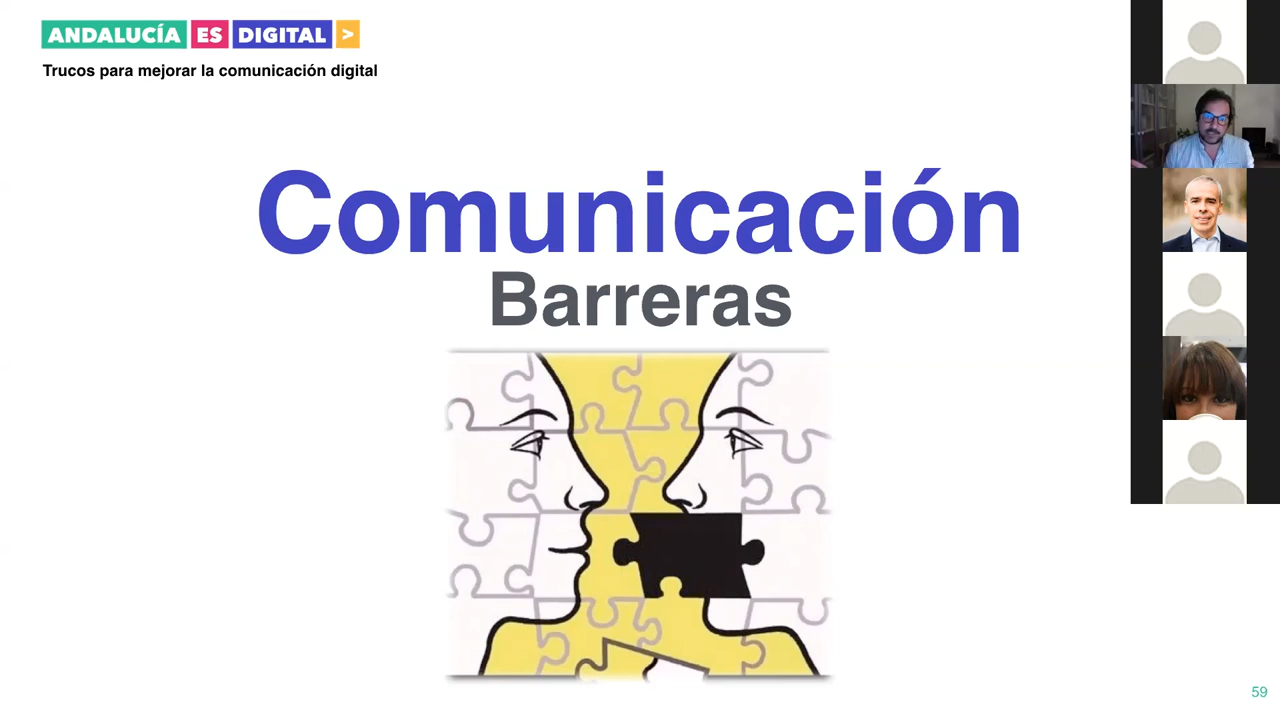 ANDALUCÍA ES DIGITAL >
Trucos para mejorar la comunicación digital
Comunicación
Barreras
59